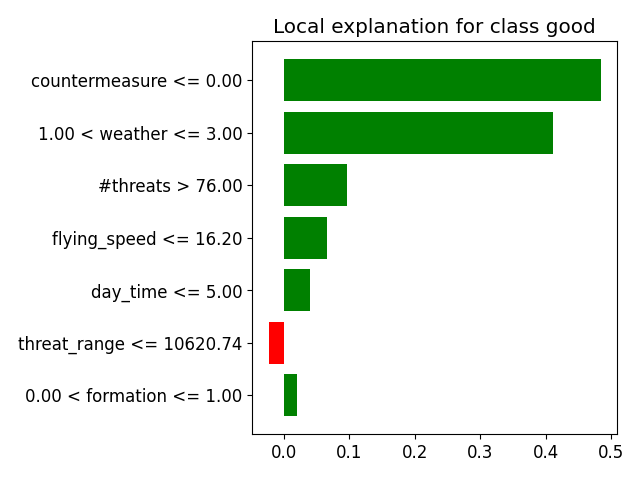 Local explanation for class good
countermeasure <= 0.00
1.00 < weather <= 3.00
#threats > 76.00
flying_speed <= 16.20
day_time <= 5.00
threat_range <= 10620.74
0.00 < formation <= 1.00
0.0 0.1 0.2 0.3 0.4 0.5